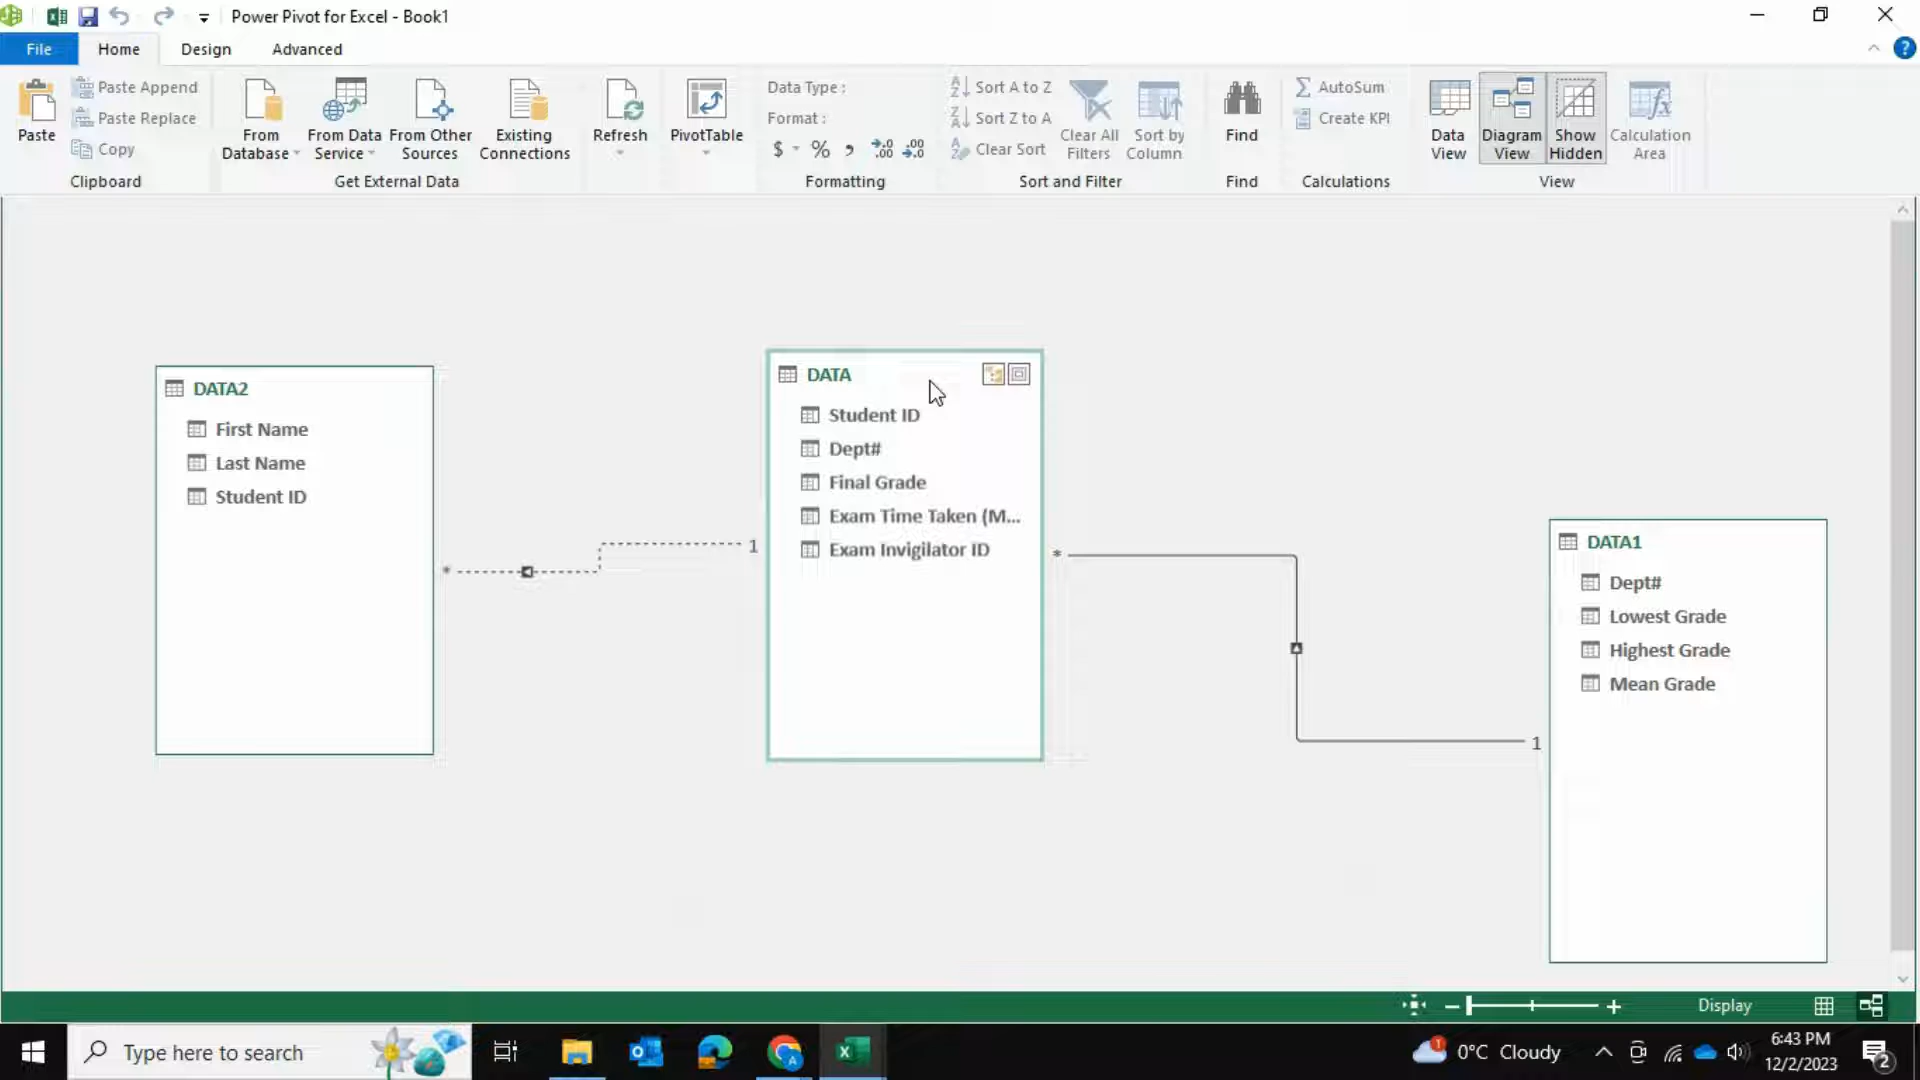 Power Pivot for Excel - Book1
File Home Design Advanced
Paste
Paste Append
Paste Replace
Copy
Clipboard
From Database
From Data Service
From Other Sources
Existing Connections
Get External Data
Refresh
PivotTable
Data Type :
Format :
$ % , .00 .00
Formatting
Sort A to Z
Sort Z to A
Clear Sort
Clear All Filters
Sort by Column
Sort and Filter
Find
Find
AutoSum
Create KPI
Calculations
Data View
Diagram View
Show Hidden
Calculation Area
View
DATA2
First Name
Last Name
Student ID
* 1
DATA
Student ID
Dept#
Final Grade
Exam Time Taken (M...
Exam Invigilator ID
* 1
DATA1
Dept#
Lowest Grade
Highest Grade
Mean Grade
Display
Type here to search
0°C Cloudy
6:43 PM
12/2/2023
2